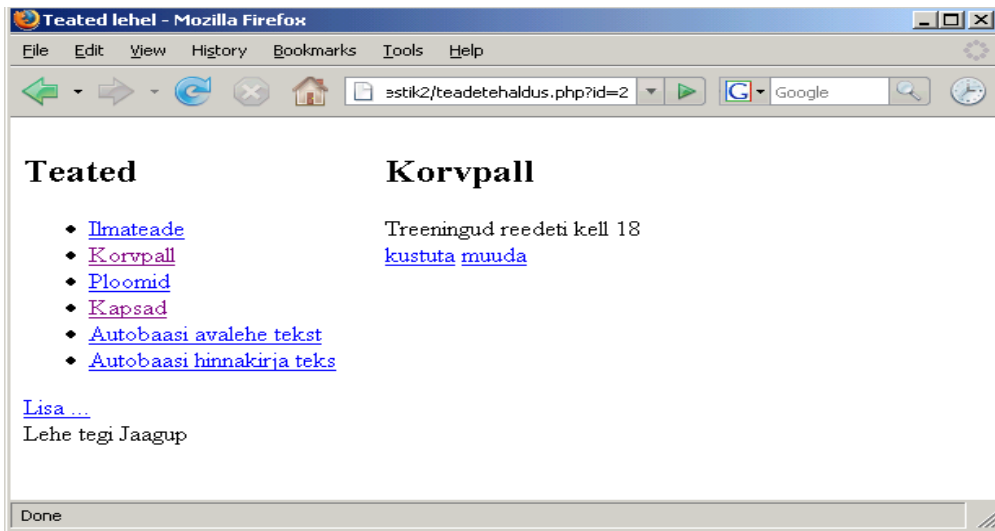 Teated lehel - Mozilla Firefox
File Edit View History Bookmarks Tools Help
estik2/teadetehaldus.php?id=2 G Google
Teated
Ilmateade
Korvpall
Ploomid
Kapsad
Autobaasi avalehe tekst
Autobaasi hinnakirja teks
Lisa ...
Lehe tegi Jaagup
Korvpall
Treeningud reedeti kell 18
kustuta muuda
Done